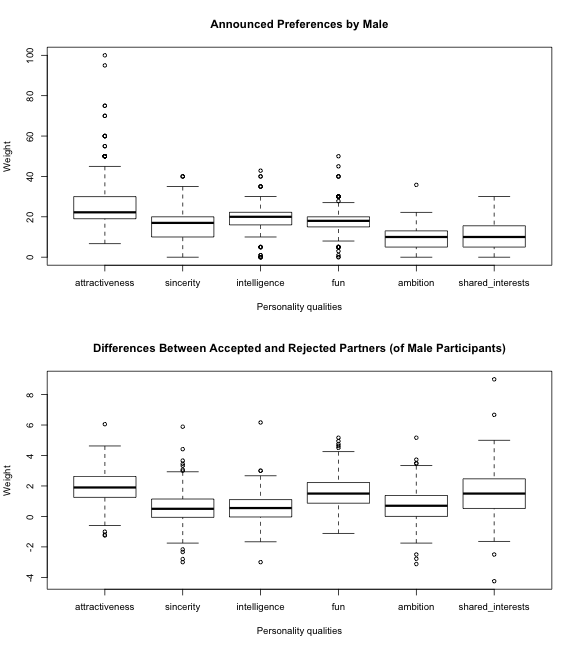 Announced Preferences by Male
100
80
60
40
20
0
Weight
attractiveness sincerity intelligence fun ambition shared_interests
Personality qualities
Differences Between Accepted and Rejected Partners (of Male Participants)
8
6
4
2
0
-2
-4
Weight
attractiveness sincerity intelligence fun ambition shared_interests
Personality qualities